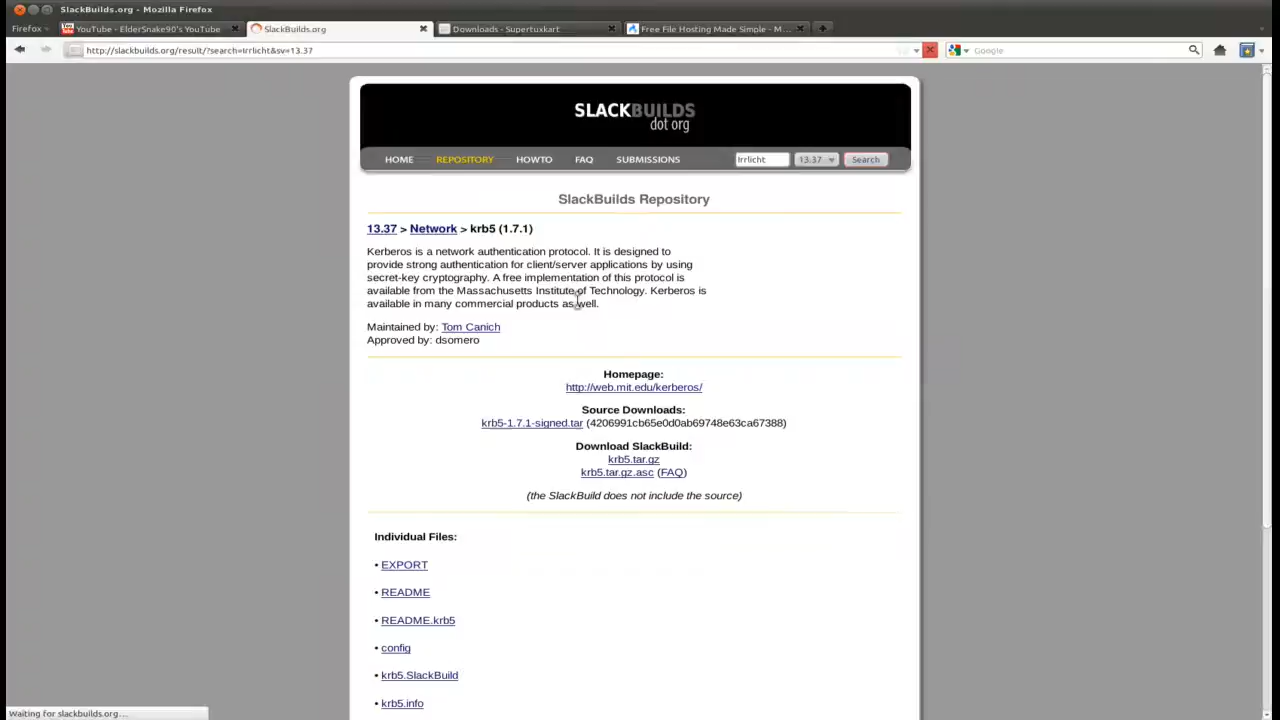 SlackBuilds.org - Mozilla Firefox
Firefox
YouTube - ElderSnake90's YouTube
SlackBuilds.org
Downloads - Supertuxkart
Free File Hosting Made Simple - M...
http://slackbuilds.org/result/?search=Irrlicht&sv=13.37
Google
SLACKBUILDS
dot org
HOME REPOSITORY HOWTO FAQ SUBMISSIONS Irrlicht 13.37 Search
SlackBuilds Repository
13.37 > Network > krb5 (1.7.1)
Kerberos is a network authentication protocol. It is designed to
provide strong authentication for client/server applications by using
secret-key cryptography. A free implementation of this protocol is
available from the Massachusetts Institute of Technology. Kerberos is
available in many commercial products as well.
Maintained by: Tom Canich
Approved by: dsomero
Homepage:
http://web.mit.edu/kerberos/
Source Downloads:
krb5-1.7.1-signed.tar (4206991cb65e0d0ab69748e63ca67388)
Download SlackBuild:
krb5.tar.gz
krb5.tar.gz.asc (FAQ)
(the SlackBuild does not include the source)
Individual Files:
• EXPORT
• README
• README.krb5
• config
• krb5.SlackBuild
• krb5.info
Waiting for slackbuilds.org...